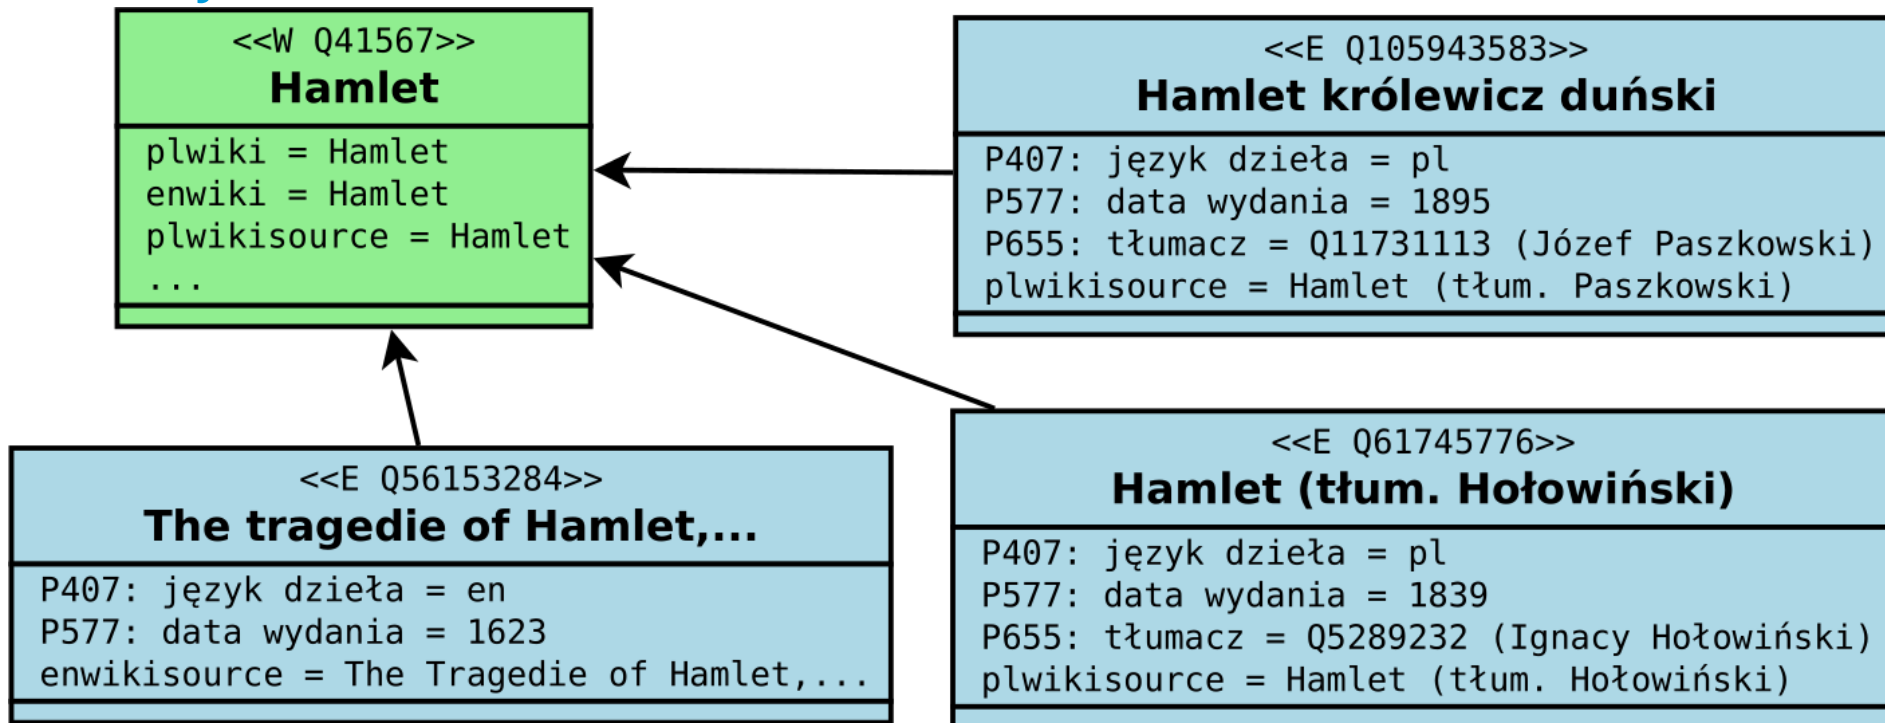 <<W Q41567>>
Hamlet
plwiki = Hamlet
enwiki = Hamlet
plwikisource = Hamlet
...
<<E Q105943583>>
Hamlet królewicz duński
P407: język dzieła = pl
P577: data wydania = 1895
P655: tłumacz = Q11731113 (Józef Paszkowski)
plwikisource = Hamlet (tłum. Paszkowski)
<<E Q56153284>>
The tragedie of Hamlet,...
P407: język dzieła = en
P577: data wydania = 1623
enwikisource = The Tragedie of Hamlet,...
<<E Q61745776>>
Hamlet (tłum. Hołowiński)
P407: język dzieła = pl
P577: data wydania = 1839
P655: tłumacz = Q5289232 (Ignacy Hołowiński)
plwikisource = Hamlet (tłum. Hołowiński)